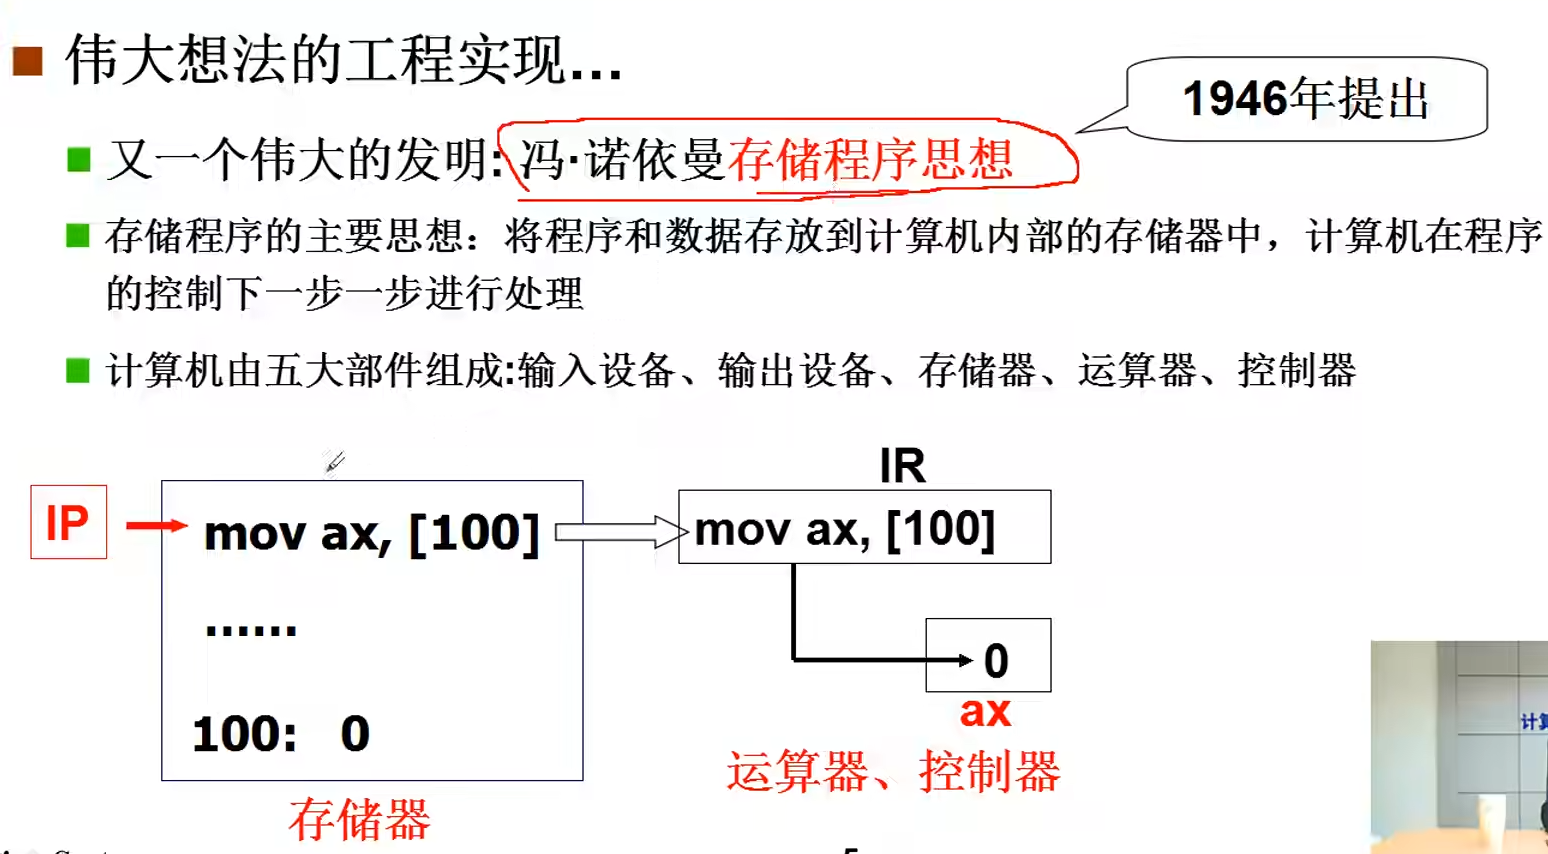 伟大想法的工程实现...
1946年提出
又一个伟大的发明: 冯·诺依曼存储程序思想
存储程序的主要思想：将程序和数据存放到计算机内部的存储器中，计算机在程序
的控制下一步一步进行处理
计算机由五大部件组成:输入设备、输出设备、存储器、运算器、控制器
IR
IP
mov ax, [100]
mov ax, [100]
......
0
ax
100: 0
运算器、控制器
存储器